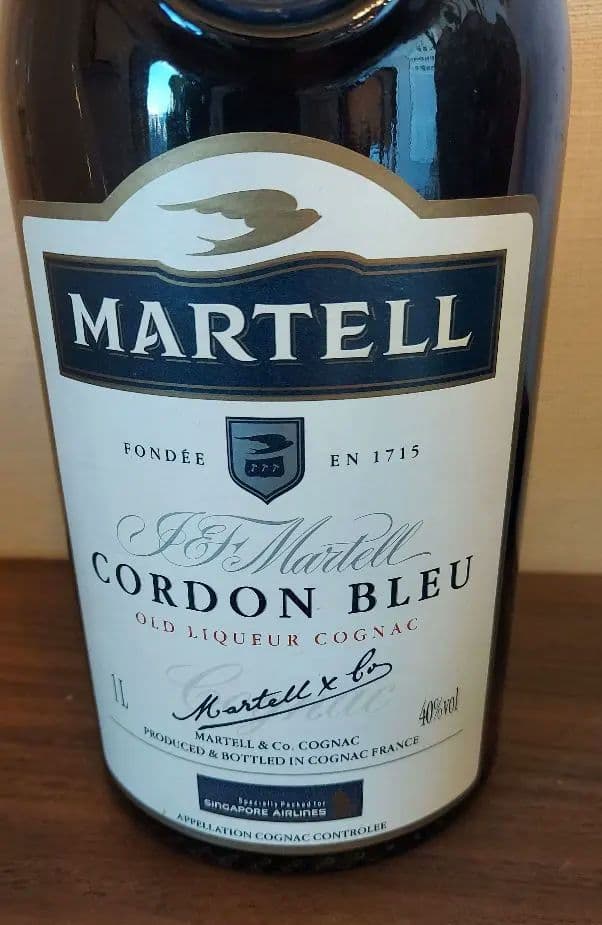 MARTELL
FONDÉE EN 1715
J&F Martell
CORDON BLEU
OLD LIQUEUR COGNAC
Cognac
1L
Martell & Co
40%vol
MARTELL & Co. COGNAC
PRODUCED & BOTTLED IN COGNAC FRANCE
Specially Packed for
SINGAPORE AIRLINES
APPELLATION COGNAC CONTROLEE